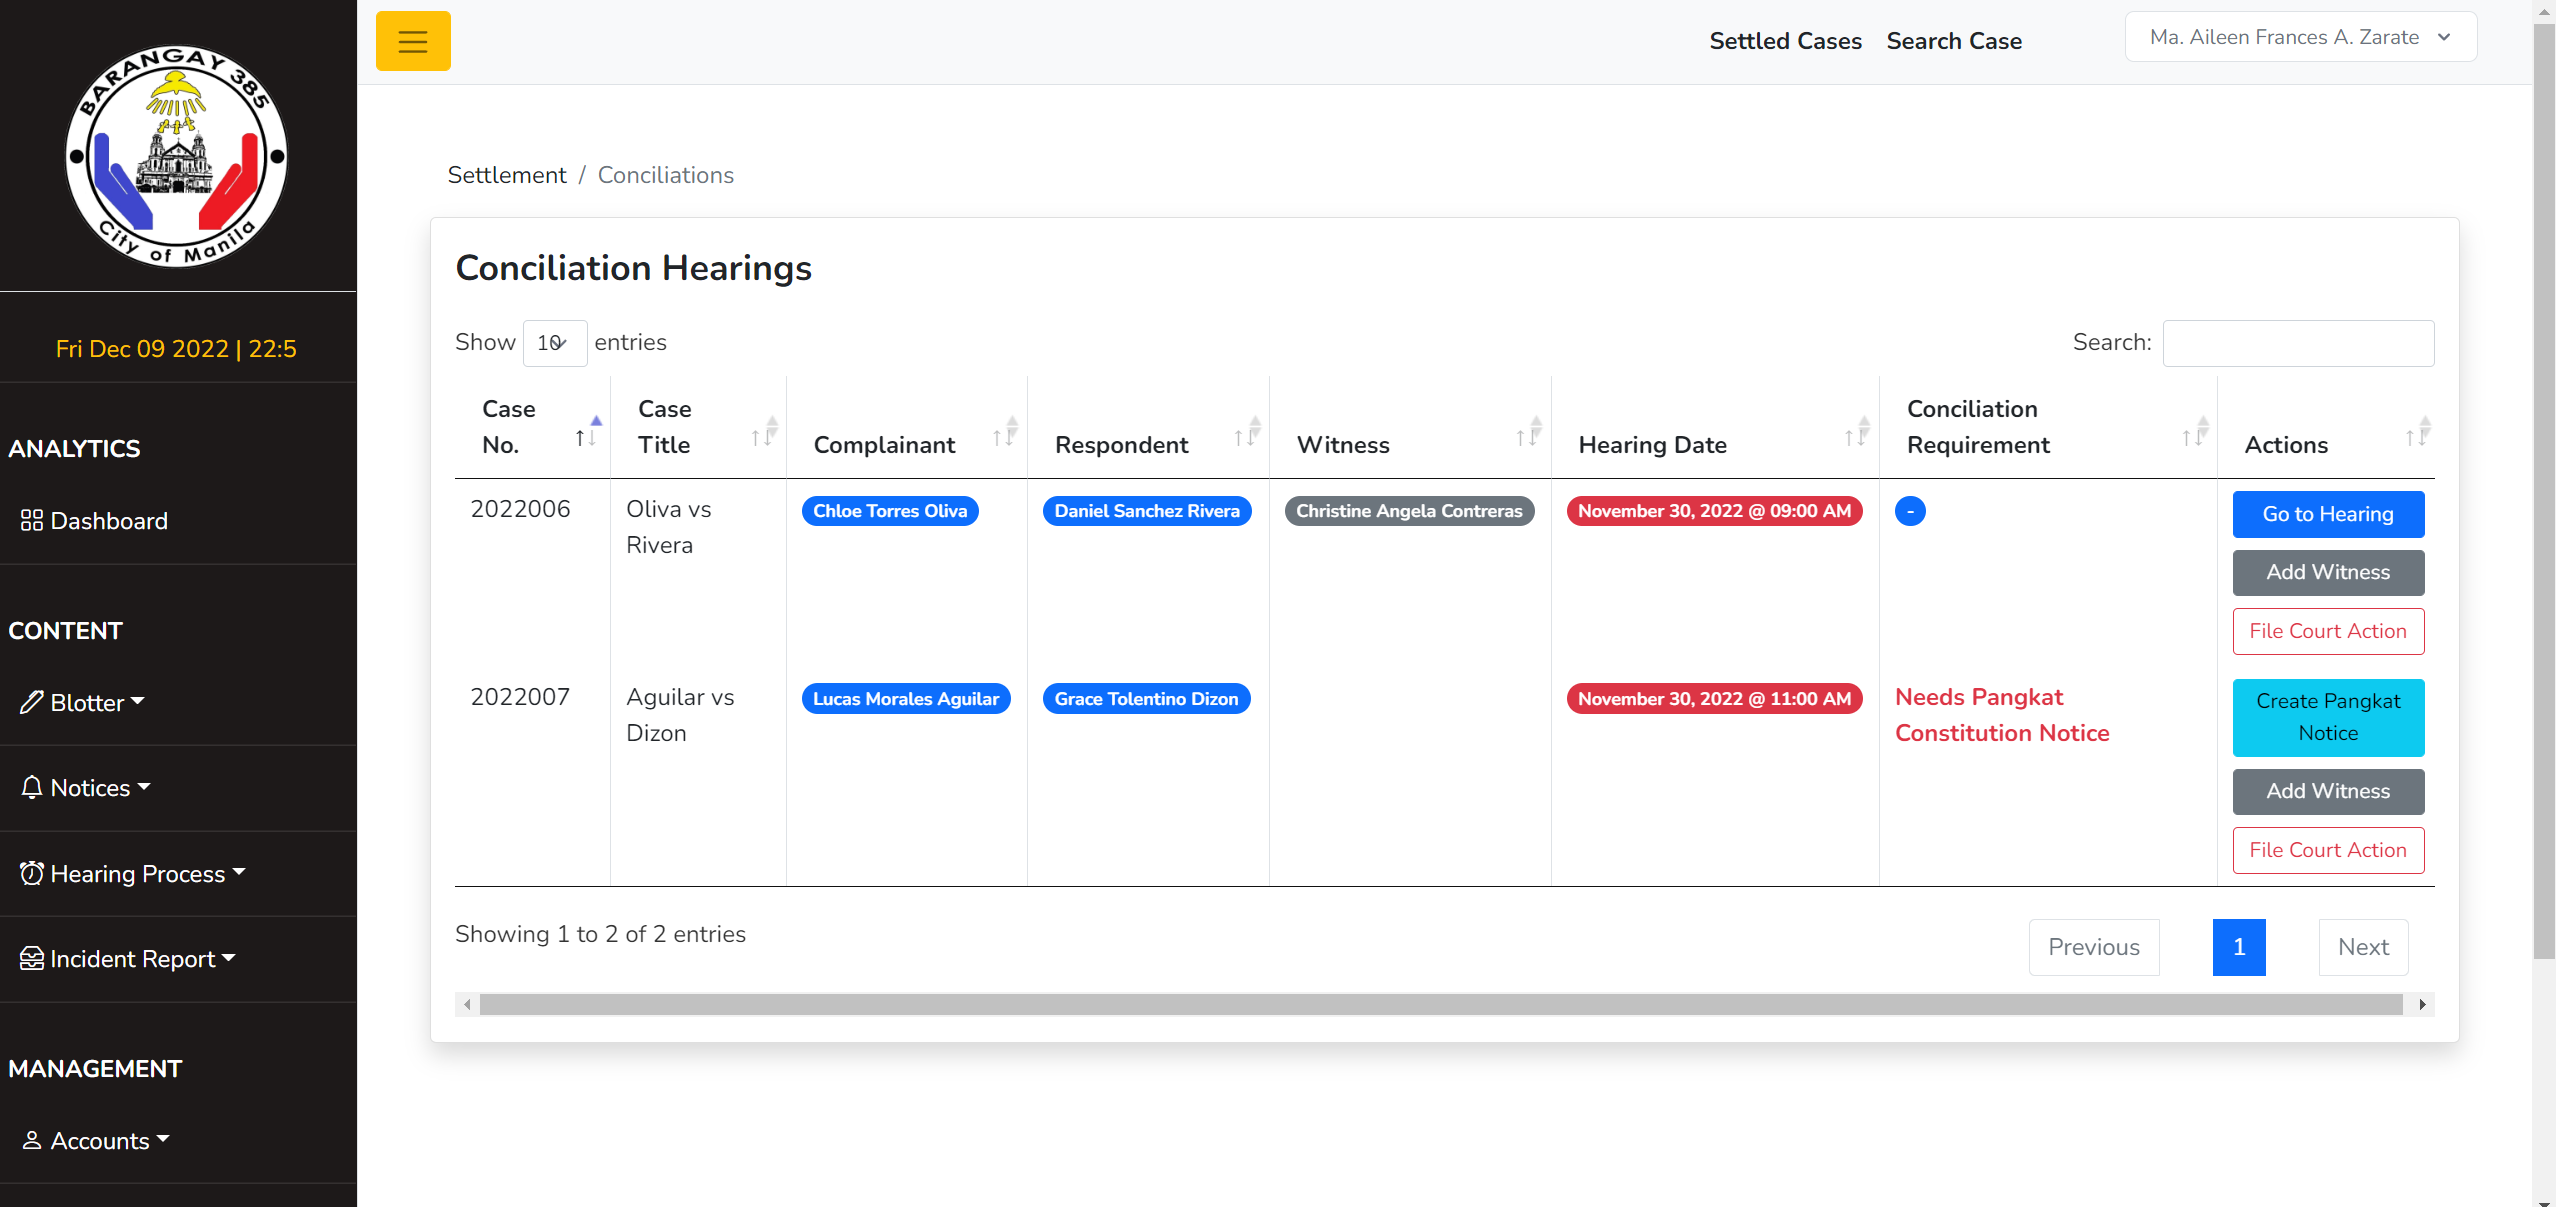 BARANGAY 385
City of Manila
Fri Dec 09 2022 | 22:5
ANALYTICS
Dashboard
CONTENT
Blotter
Notices
Hearing Process
Incident Report
MANAGEMENT
Accounts
Settled Cases Search Case Ma. Aileen Frances A. Zarate
Settlement / Conciliations
Conciliation Hearings
Show 10 entries Search:
Case No. Case Title Complainant Respondent Witness Hearing Date Conciliation Requirement Actions
2022006 Oliva vs Rivera Chloe Torres Oliva Daniel Sanchez Rivera Christine Angela Contreras November 30, 2022 @ 09:00 AM - Go to Hearing
Add Witness
File Court Action
2022007 Aguilar vs Dizon Lucas Morales Aguilar Grace Tolentino Dizon November 30, 2022 @ 11:00 AM Needs Pangkat Constitution Notice Create Pangkat Notice
Add Witness
File Court Action
Showing 1 to 2 of 2 entries Previous 1 Next